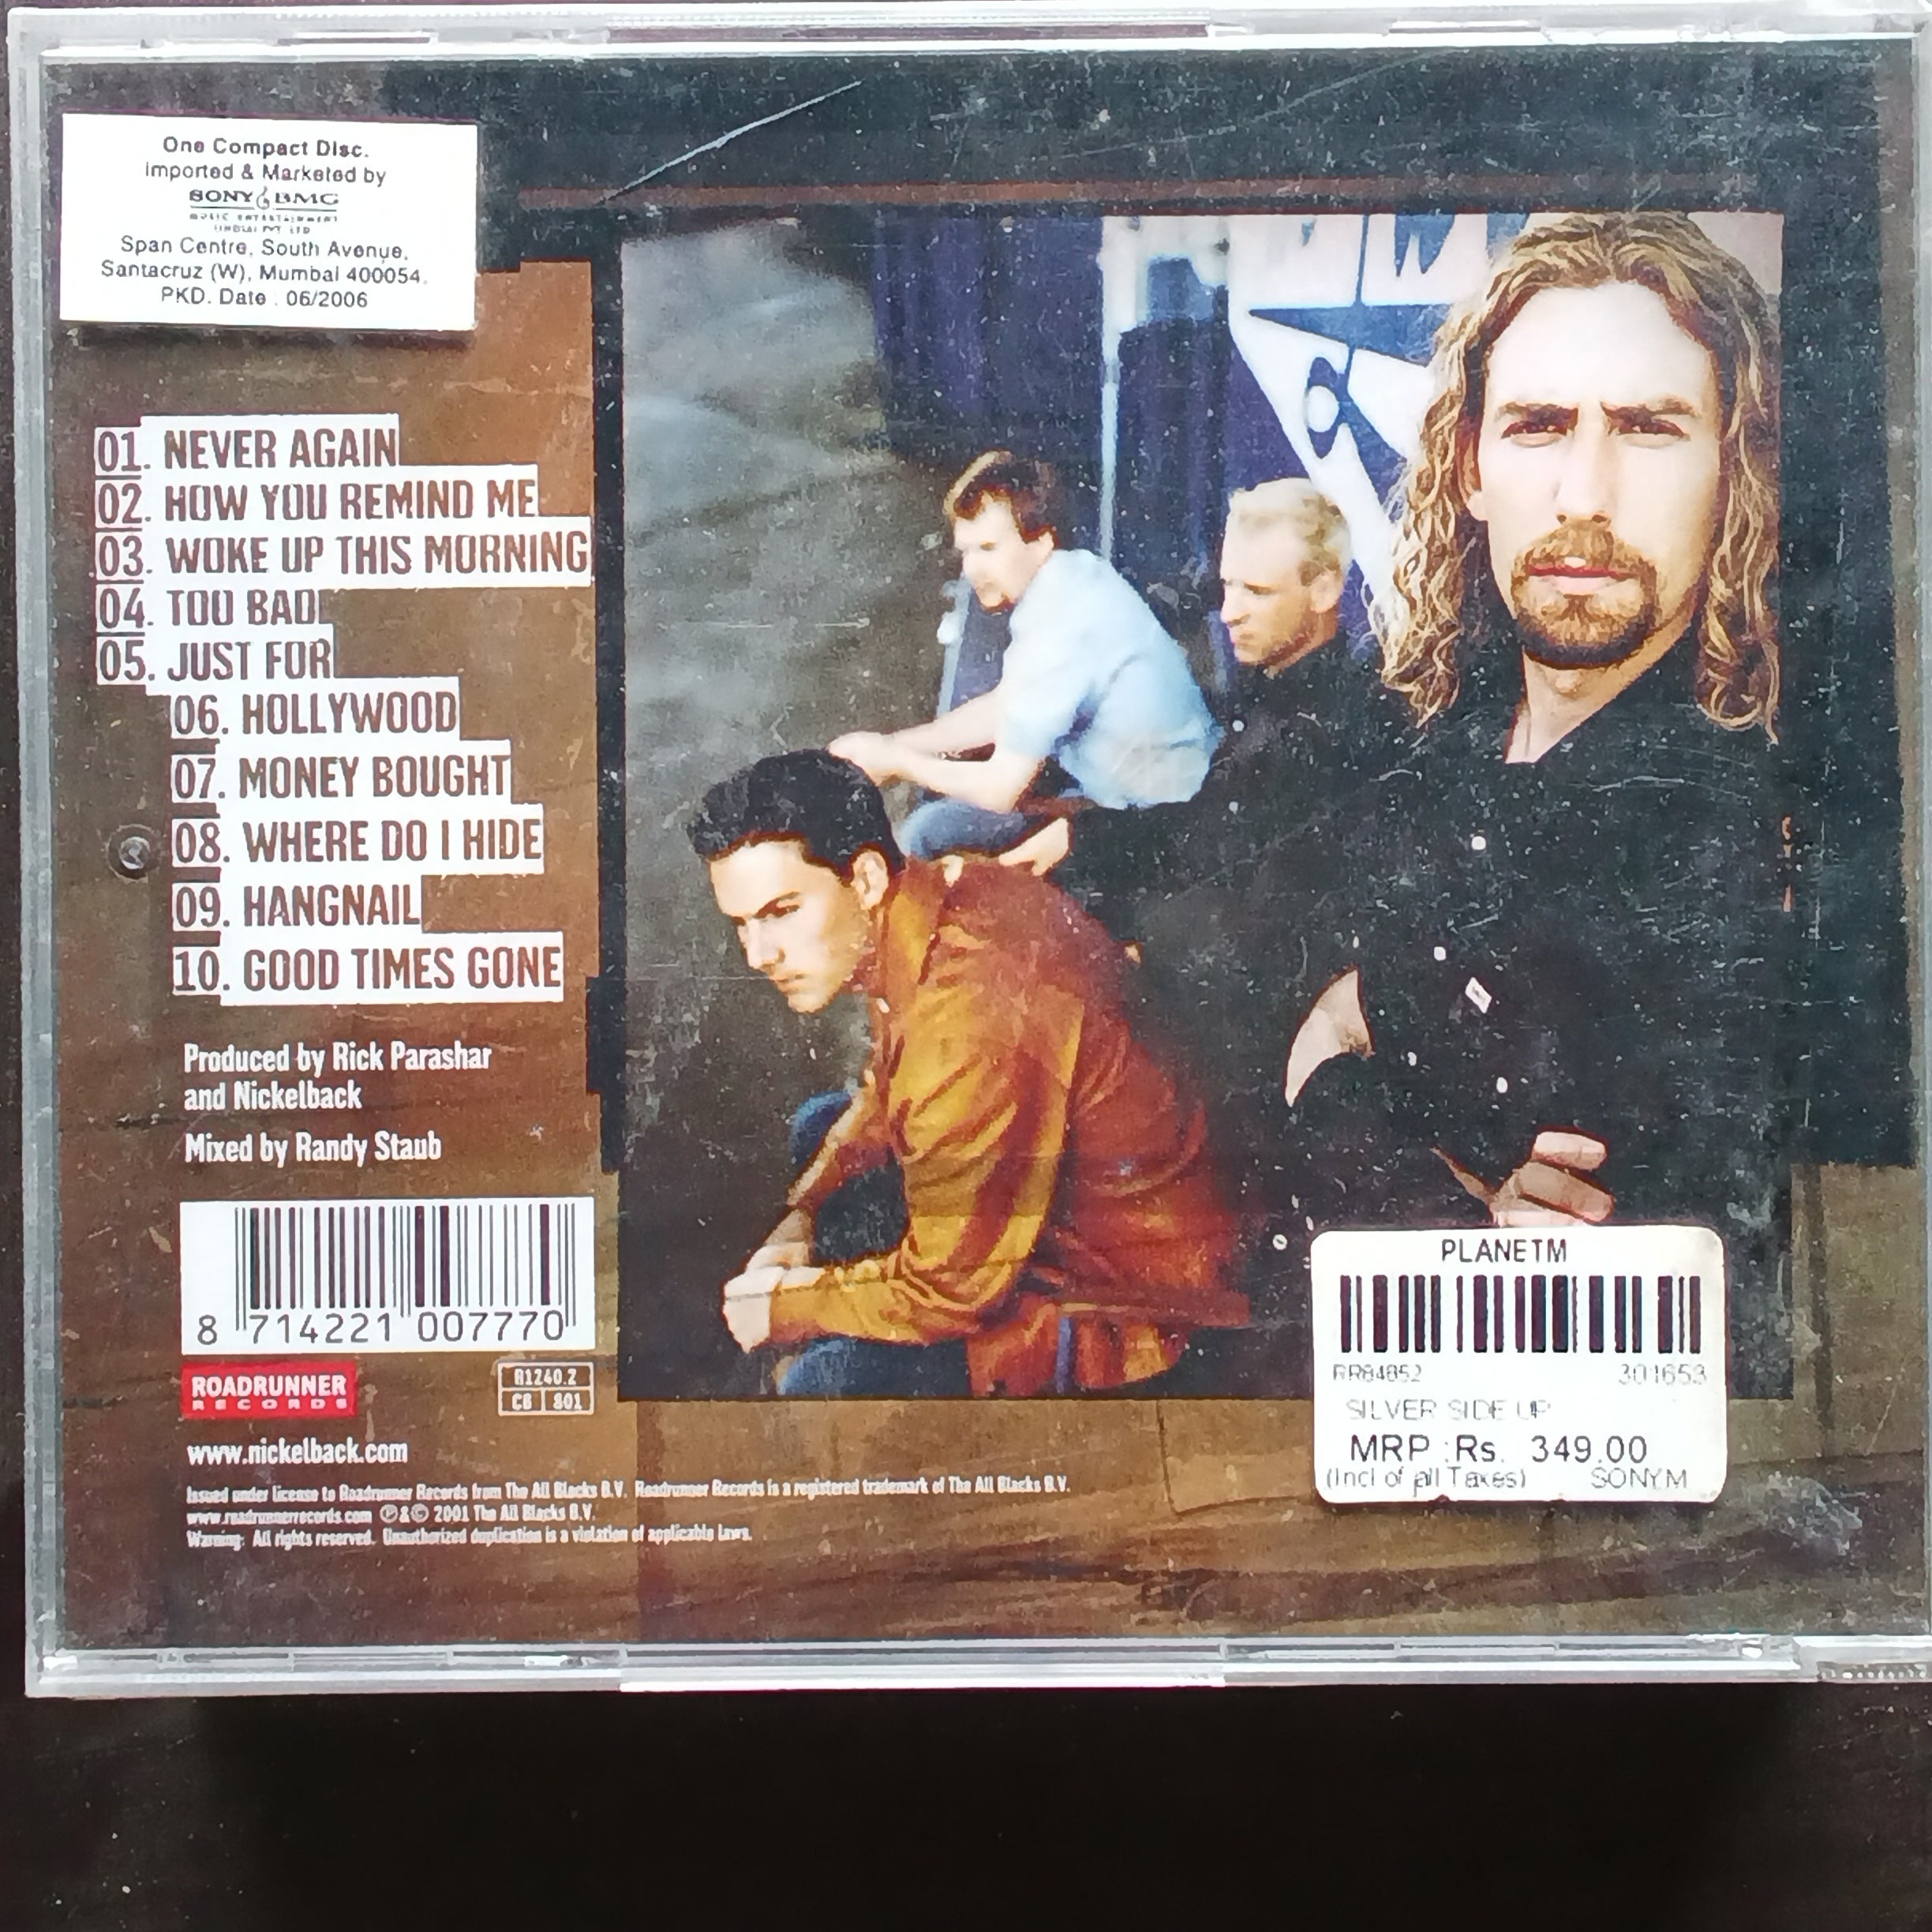 One Compact Disc.
Imported & Marketed by
SONY BMG
MUSIC ENTERTAINMENT
(INDIA) PVT LTD
Span Centre, South Avenue,
Santacruz (W), Mumbai 400054.
PKD. Date : 06/2006
01. NEVER AGAIN
02. HOW YOU REMIND ME
03. WOKE UP THIS MORNING
04. TOO BAD
05. JUST FOR
06. HOLLYWOOD
07. MONEY BOUGHT
08. WHERE DO I HIDE
09. HANGNAIL
10. GOOD TIMES GONE
Produced by Rick Parashar
and Nickelback
Mixed by Randy Staub
8 714221 007770
ROADRUNNER
RECORDS
R1240.2
CB 801
www.nickelback.com
Issued under license to Roadrunner Records from The All Blacks B.V. Roadrunner Records is a registered trademark of The All Blacks B.V.
www.roadrunnerrecords.com ℗ & © 2001 The All Blacks B.V.
Warning: All rights reserved. Unauthorized duplication is a violation of applicable laws.
PLANETM
RR84852 301653
SILVER SIDE UP
MRP :Rs. 349.00
(Incl of all Taxes) SONYM